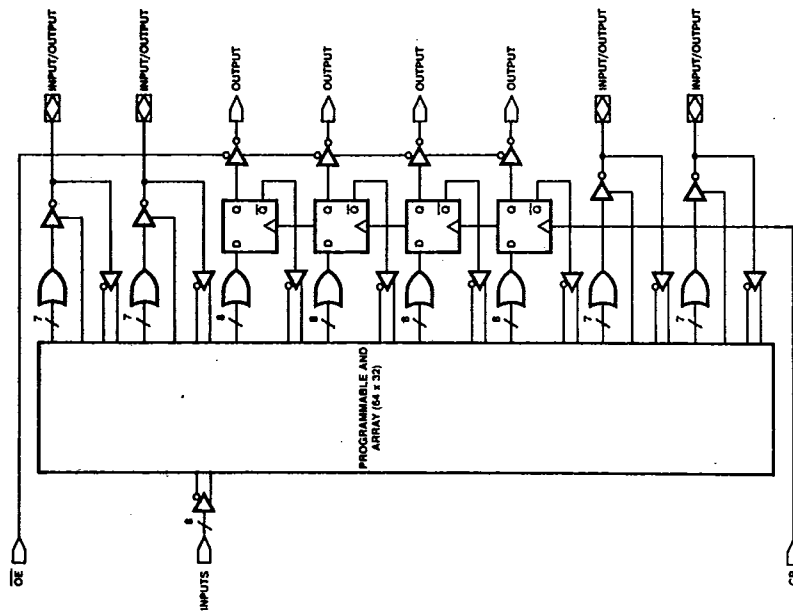 INPUT/OUTPUT
INPUT/OUTPUT
OUTPUT
OUTPUT
OUTPUT
OUTPUT
INPUT/OUTPUT
INPUT/OUTPUT
Q
Q
Q
Q
Q
Q
Q
Q
D
D
D
D
7
7
8
8
8
8
7
7
PROGRAMMABLE AND
ARRAY (64 x 32)
8
OE
INPUTS
CP